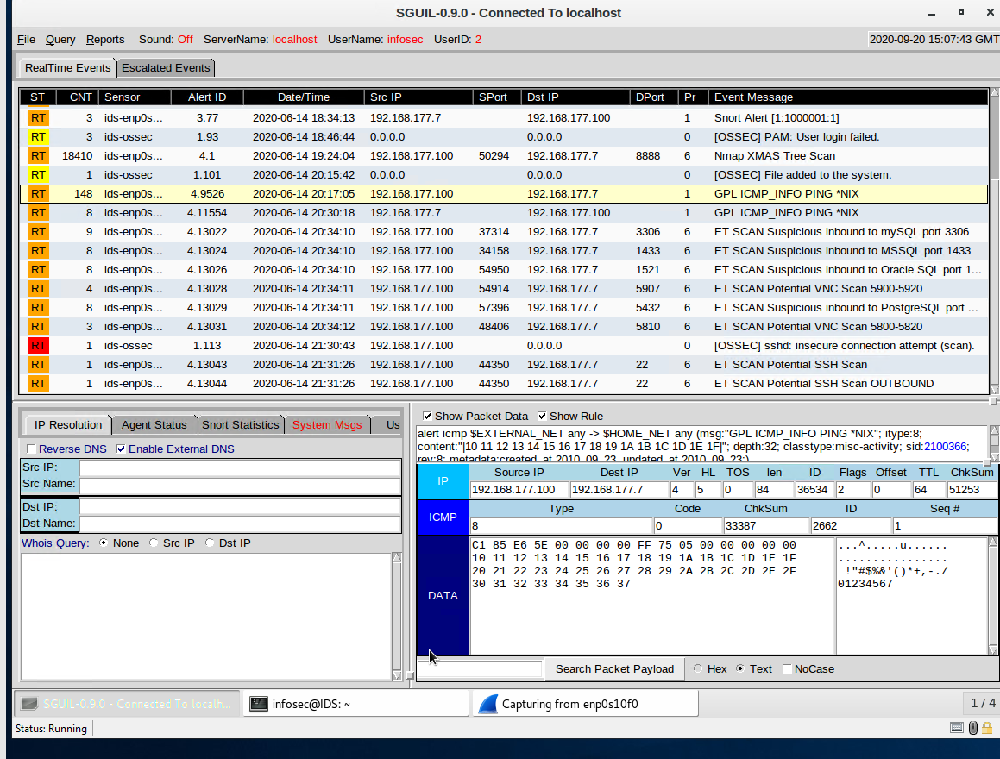 SGUIL-0.9.0 - Connected To localhost
File Query Reports Sound: Off ServerName: localhost UserName: infosec UserID: 2 2020-09-20 15:07:43 GMT
RealTime Events Escalated Events
ST CNT Sensor Alert ID Date/Time Src IP SPort Dst IP DPort Pr Event Message
RT 3 ids-enp0s... 3.77 2020-06-14 18:34:13 192.168.177.7 192.168.177.100 1 Snort Alert [1:1000001:1]
RT 3 ids-ossec 1.93 2020-06-14 18:46:44 0.0.0.0 0.0.0.0 0 [OSSEC] PAM: User login failed.
RT 18410 ids-enp0s... 4.1 2020-06-14 19:24:04 192.168.177.100 50294 192.168.177.7 8888 6 Nmap XMAS Tree Scan
RT 1 ids-ossec 1.101 2020-06-14 20:15:42 0.0.0.0 0.0.0.0 0 [OSSEC] File added to the system.
RT 148 ids-enp0s... 4.9526 2020-06-14 20:17:05 192.168.177.100 192.168.177.7 1 GPL ICMP_INFO PING *NIX
RT 8 ids-enp0s... 4.11554 2020-06-14 20:30:18 192.168.177.7 192.168.177.100 1 GPL ICMP_INFO PING *NIX
RT 9 ids-enp0s... 4.13022 2020-06-14 20:34:10 192.168.177.100 37314 192.168.177.7 3306 6 ET SCAN Suspicious inbound to mySQL port 3306
RT 8 ids-enp0s... 4.13024 2020-06-14 20:34:10 192.168.177.100 34158 192.168.177.7 1433 6 ET SCAN Suspicious inbound to MSSQL port 1433
RT 8 ids-enp0s... 4.13026 2020-06-14 20:34:10 192.168.177.100 54950 192.168.177.7 1521 6 ET SCAN Suspicious inbound to Oracle SQL port 1...
RT 4 ids-enp0s... 4.13028 2020-06-14 20:34:11 192.168.177.100 54914 192.168.177.7 5907 6 ET SCAN Potential VNC Scan 5900-5920
RT 8 ids-enp0s... 4.13029 2020-06-14 20:34:11 192.168.177.100 57396 192.168.177.7 5432 6 ET SCAN Suspicious inbound to PostgreSQL port ...
RT 3 ids-enp0s... 4.13031 2020-06-14 20:34:12 192.168.177.100 48406 192.168.177.7 5810 6 ET SCAN Potential VNC Scan 5800-5820
RT 1 ids-ossec 1.113 2020-06-14 21:30:43 192.168.177.100 0.0.0.0 0 [OSSEC] sshd: insecure connection attempt (scan).
RT 1 ids-enp0s... 4.13043 2020-06-14 21:31:26 192.168.177.100 44350 192.168.177.7 22 6 ET SCAN Potential SSH Scan
RT 1 ids-enp0s... 4.13044 2020-06-14 21:31:26 192.168.177.100 44350 192.168.177.7 22 6 ET SCAN Potential SSH Scan OUTBOUND
IP Resolution Agent Status Snort Statistics System Msgs Us
Reverse DNS Enable External DNS
Src IP:
Src Name:
Dst IP:
Dst Name:
Whois Query: None Src IP Dst IP
Show Packet Data Show Rule
alert icmp $EXTERNAL_NET any -> $HOME_NET any (msg:"GPL ICMP_INFO PING *NIX"; itype:8;
content:"|10 11 12 13 14 15 16 17 18 19 1A 1B 1C 1D 1E 1F|"; depth:32; classtype:misc-activity; sid:2100366;
rev:8; metadata:created_at 2010_09_23, updated_at 2010_09_23;)
IP Source IP Dest IP Ver HL TOS len ID Flags Offset TTL ChkSum
192.168.177.100 192.168.177.7 4 5 0 84 36534 2 0 64 51253
ICMP Type Code ChkSum ID Seq #
8 0 33387 2662 1
DATA
C1 85 E6 5E 00 00 00 00 FF 75 05 00 00 00 00 00 ...^.....u......
10 11 12 13 14 15 16 17 18 19 1A 1B 1C 1D 1E 1F ................
20 21 22 23 24 25 26 27 28 29 2A 2B 2C 2D 2E 2F !"#$%&'()*+,-./
30 31 32 33 34 35 36 37 01234567
Search Packet Payload Hex Text NoCase
SGUIL-0.9.0 - Connected To localh... infosec@IDS: ~ Capturing from enp0s10f0 1 / 4
Status: Running